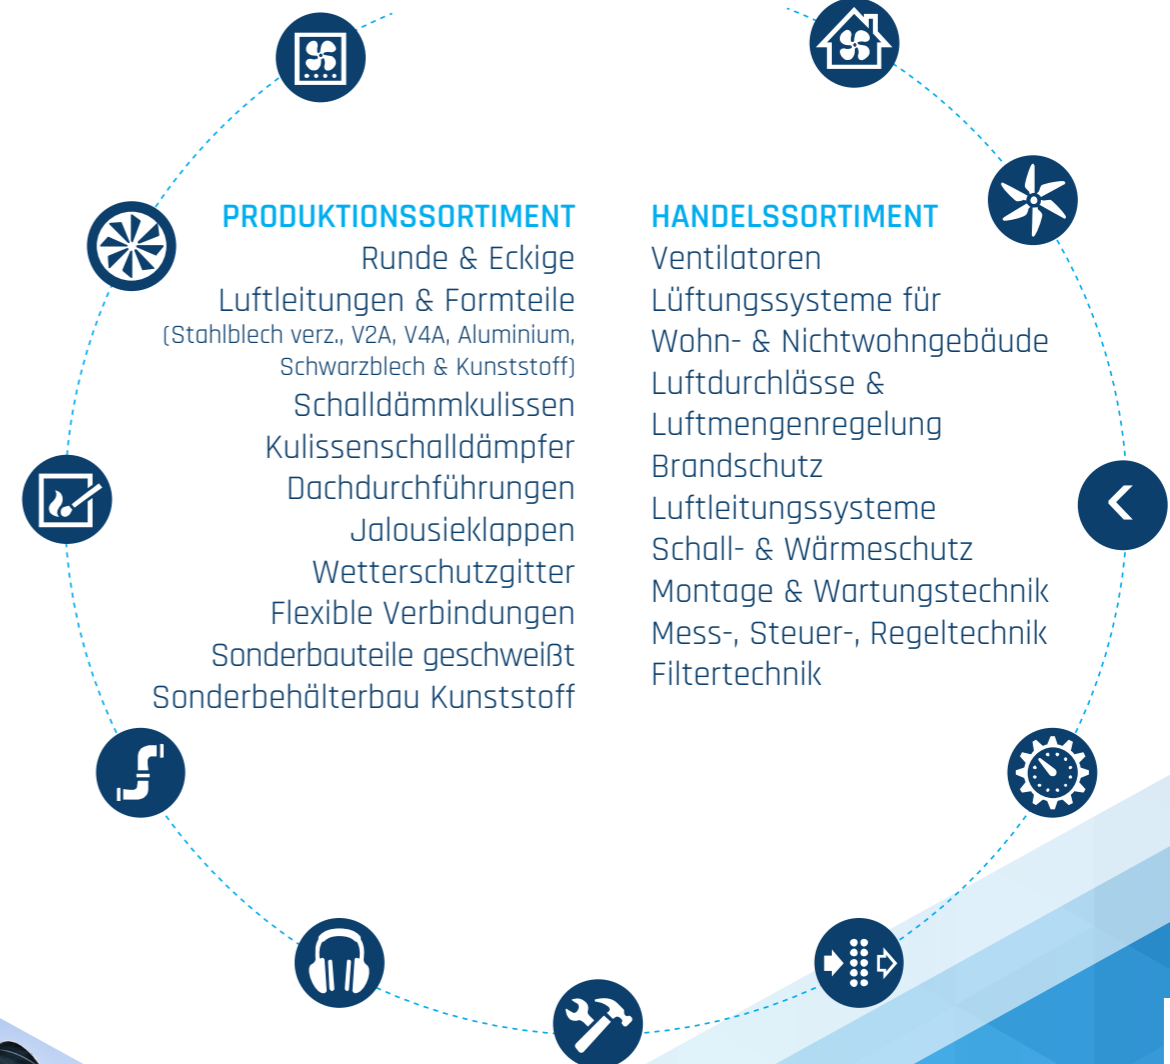 PRODUKTIONSSORTIMENT
Runde & Eckige
Luftleitungen & Formteile
(Stahlblech verz., V2A, V4A, Aluminium,
Schwarzblech & Kunststoff)
Schalldämmkulissen
Kulissenschalldämpfer
Dachdurchführungen
Jalousieklappen
Wetterschutzgitter
Flexible Verbindungen
Sonderbauteile geschweißt
Sonderbehälterbau Kunststoff
HANDELSSORTIMENT
Ventilatoren
Lüftungssysteme für
Wohn- & Nichtwohngebäude
Luftdurchlässe &
Luftmengenregelung
Brandschutz
Luftleitungssysteme
Schall- & Wärmeschutz
Montage & Wartungstechnik
Mess-, Steuer-, Regeltechnik
Filtertechnik